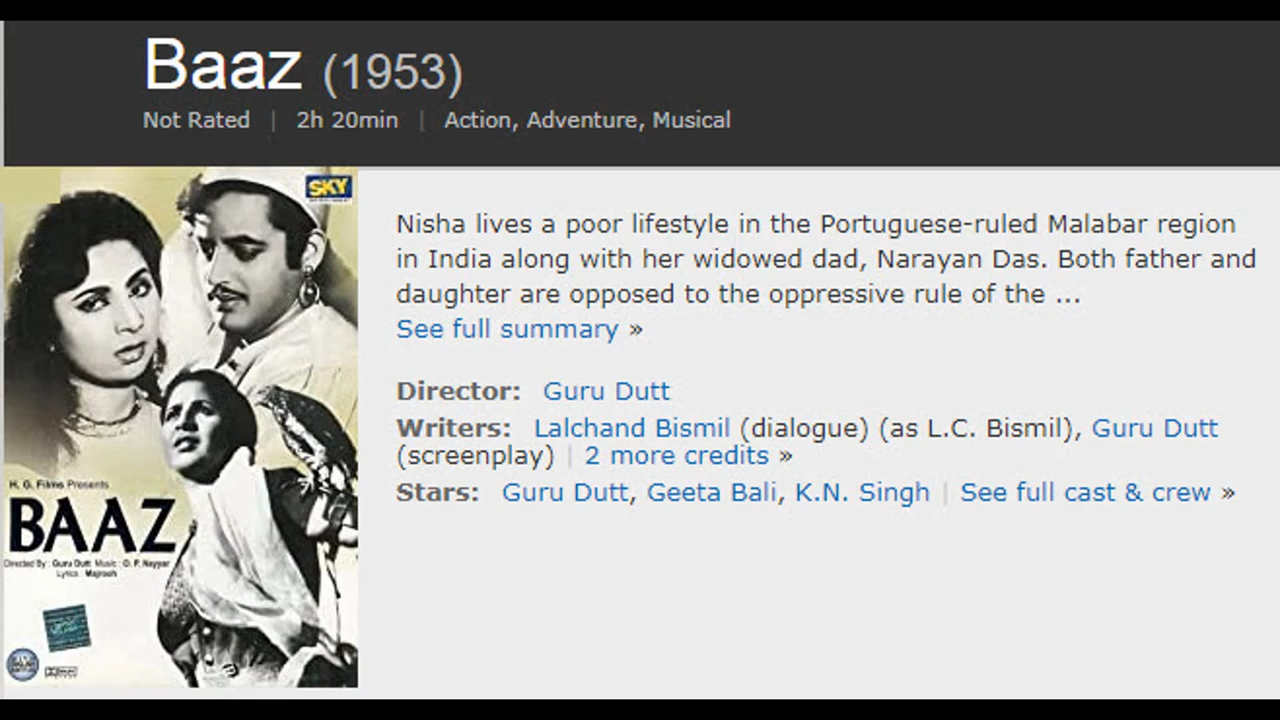 Baaz (1953)
Not Rated | 2h 20min | Action, Adventure, Musical
SKY
Nisha lives a poor lifestyle in the Portuguese-ruled Malabar region
in India along with her widowed dad, Narayan Das. Both father and
daughter are opposed to the oppressive rule of the ...
See full summary »
Director: Guru Dutt
Writers: Lalchand Bismil (dialogue) (as L.C. Bismil), Guru Dutt
(screenplay) | 2 more credits »
Stars: Guru Dutt, Geeta Bali, K.N. Singh | See full cast & crew »
H. G. Films Presents
BAAZ
Directed By : Guru Dutt Music : O. P. Nayyar
Lyrics : Majrooh